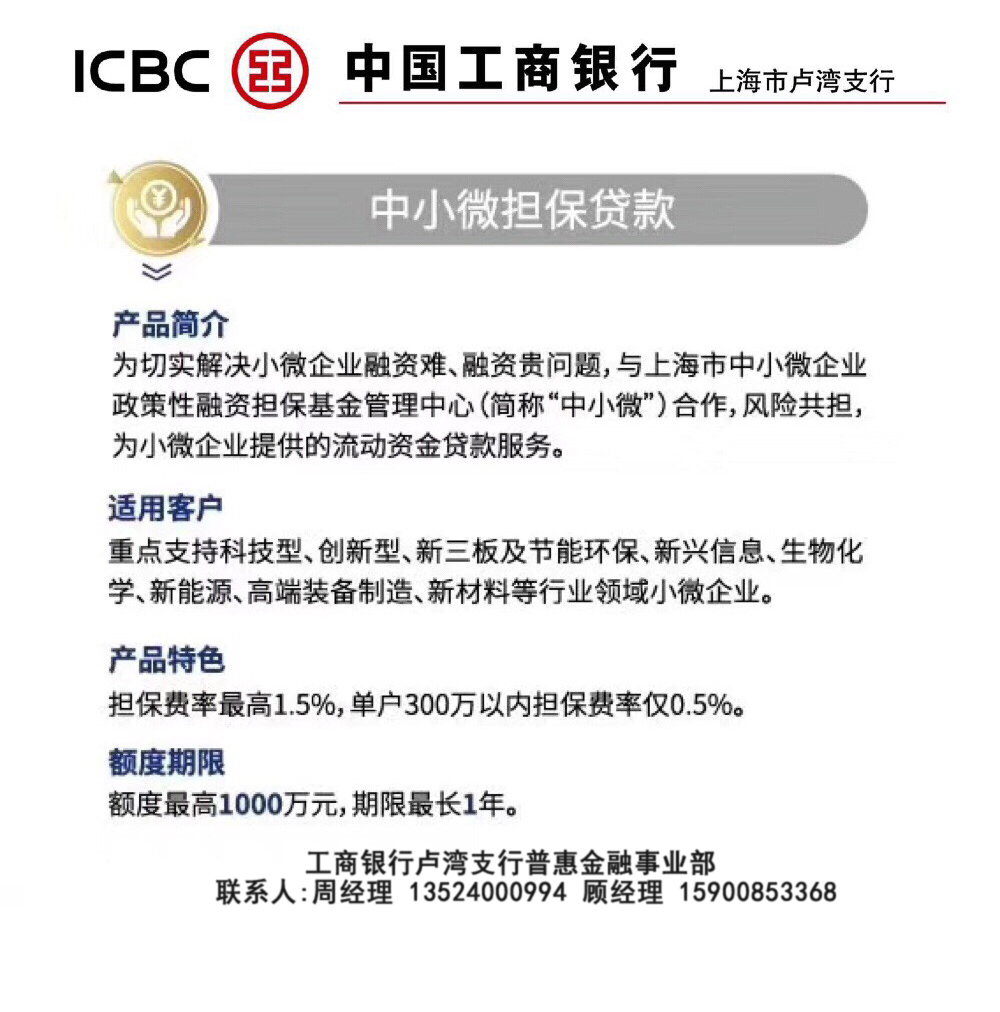 ICBC 中国工商银行 上海市卢湾支行
中小微担保贷款
产品简介
为切实解决小微企业融资难、融资贵问题,与上海市中小微企业
政策性融资担保基金管理中心(简称“中小微”)合作,风险共担,
为小微企业提供的流动资金贷款服务。
适用客户
重点支持科技型、创新型、新三板及节能环保、新兴信息、生物化
学、新能源、高端装备制造、新材料等行业领域小微企业。
产品特色
担保费率最高1.5%,单户300万以内担保费率仅0.5%。
额度期限
额度最高1000万元,期限最长1年。
工商银行卢湾支行普惠金融事业部
联系人:周经理 13524000994 顾经理 15900853368